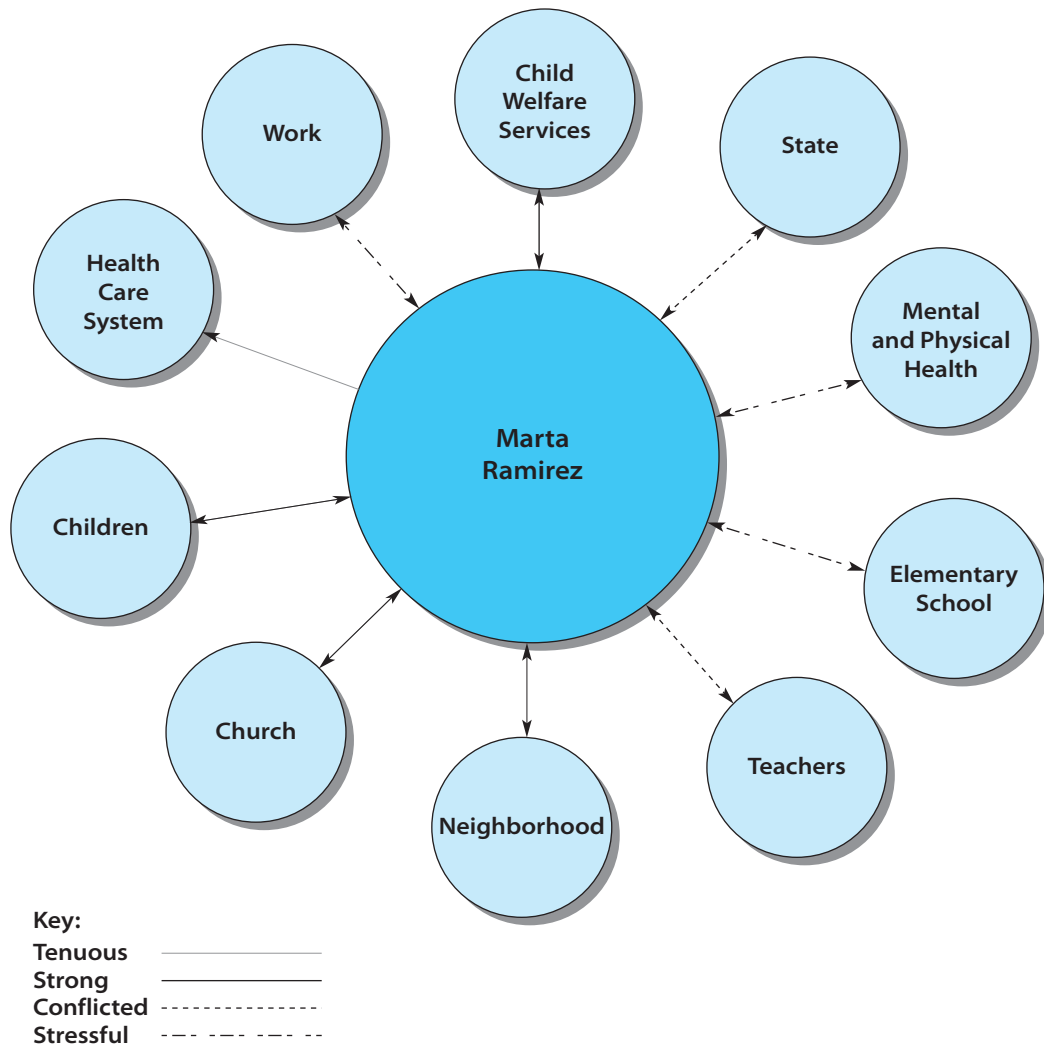 Child
Welfare
Services
Work
State
Health
Care
System
Mental
and Physical
Health
Marta
Ramirez
Children
Elementary
School
Church
Teachers
Neighborhood
Key:
Tenuous
Strong
Conflicted
Stressful